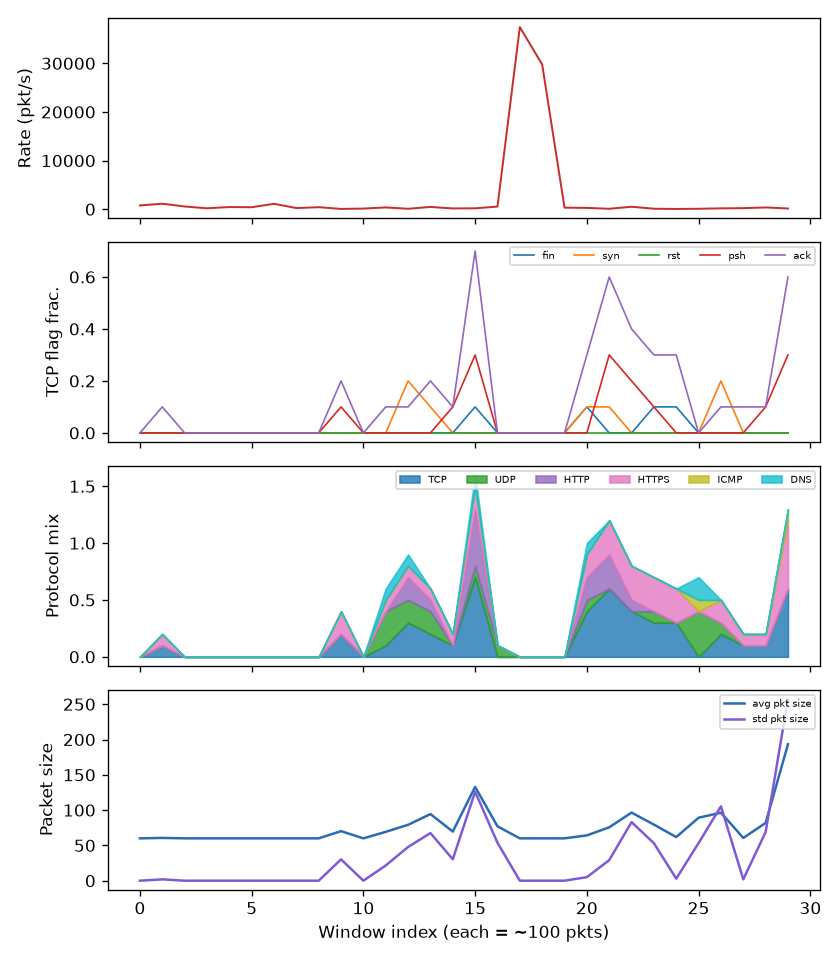 Rate (pkt/s)
30000
20000
10000
0
TCP flag frac.
fin syn rst psh ack
0.6
0.4
0.2
0.0
Protocol mix
TCP UDP HTTP HTTPS ICMP DNS
1.5
1.0
0.5
0.0
Packet size
avg pkt size
std pkt size
250
200
150
100
50
0
0 5 10 15 20 25 30
Window index (each = ~100 pkts)